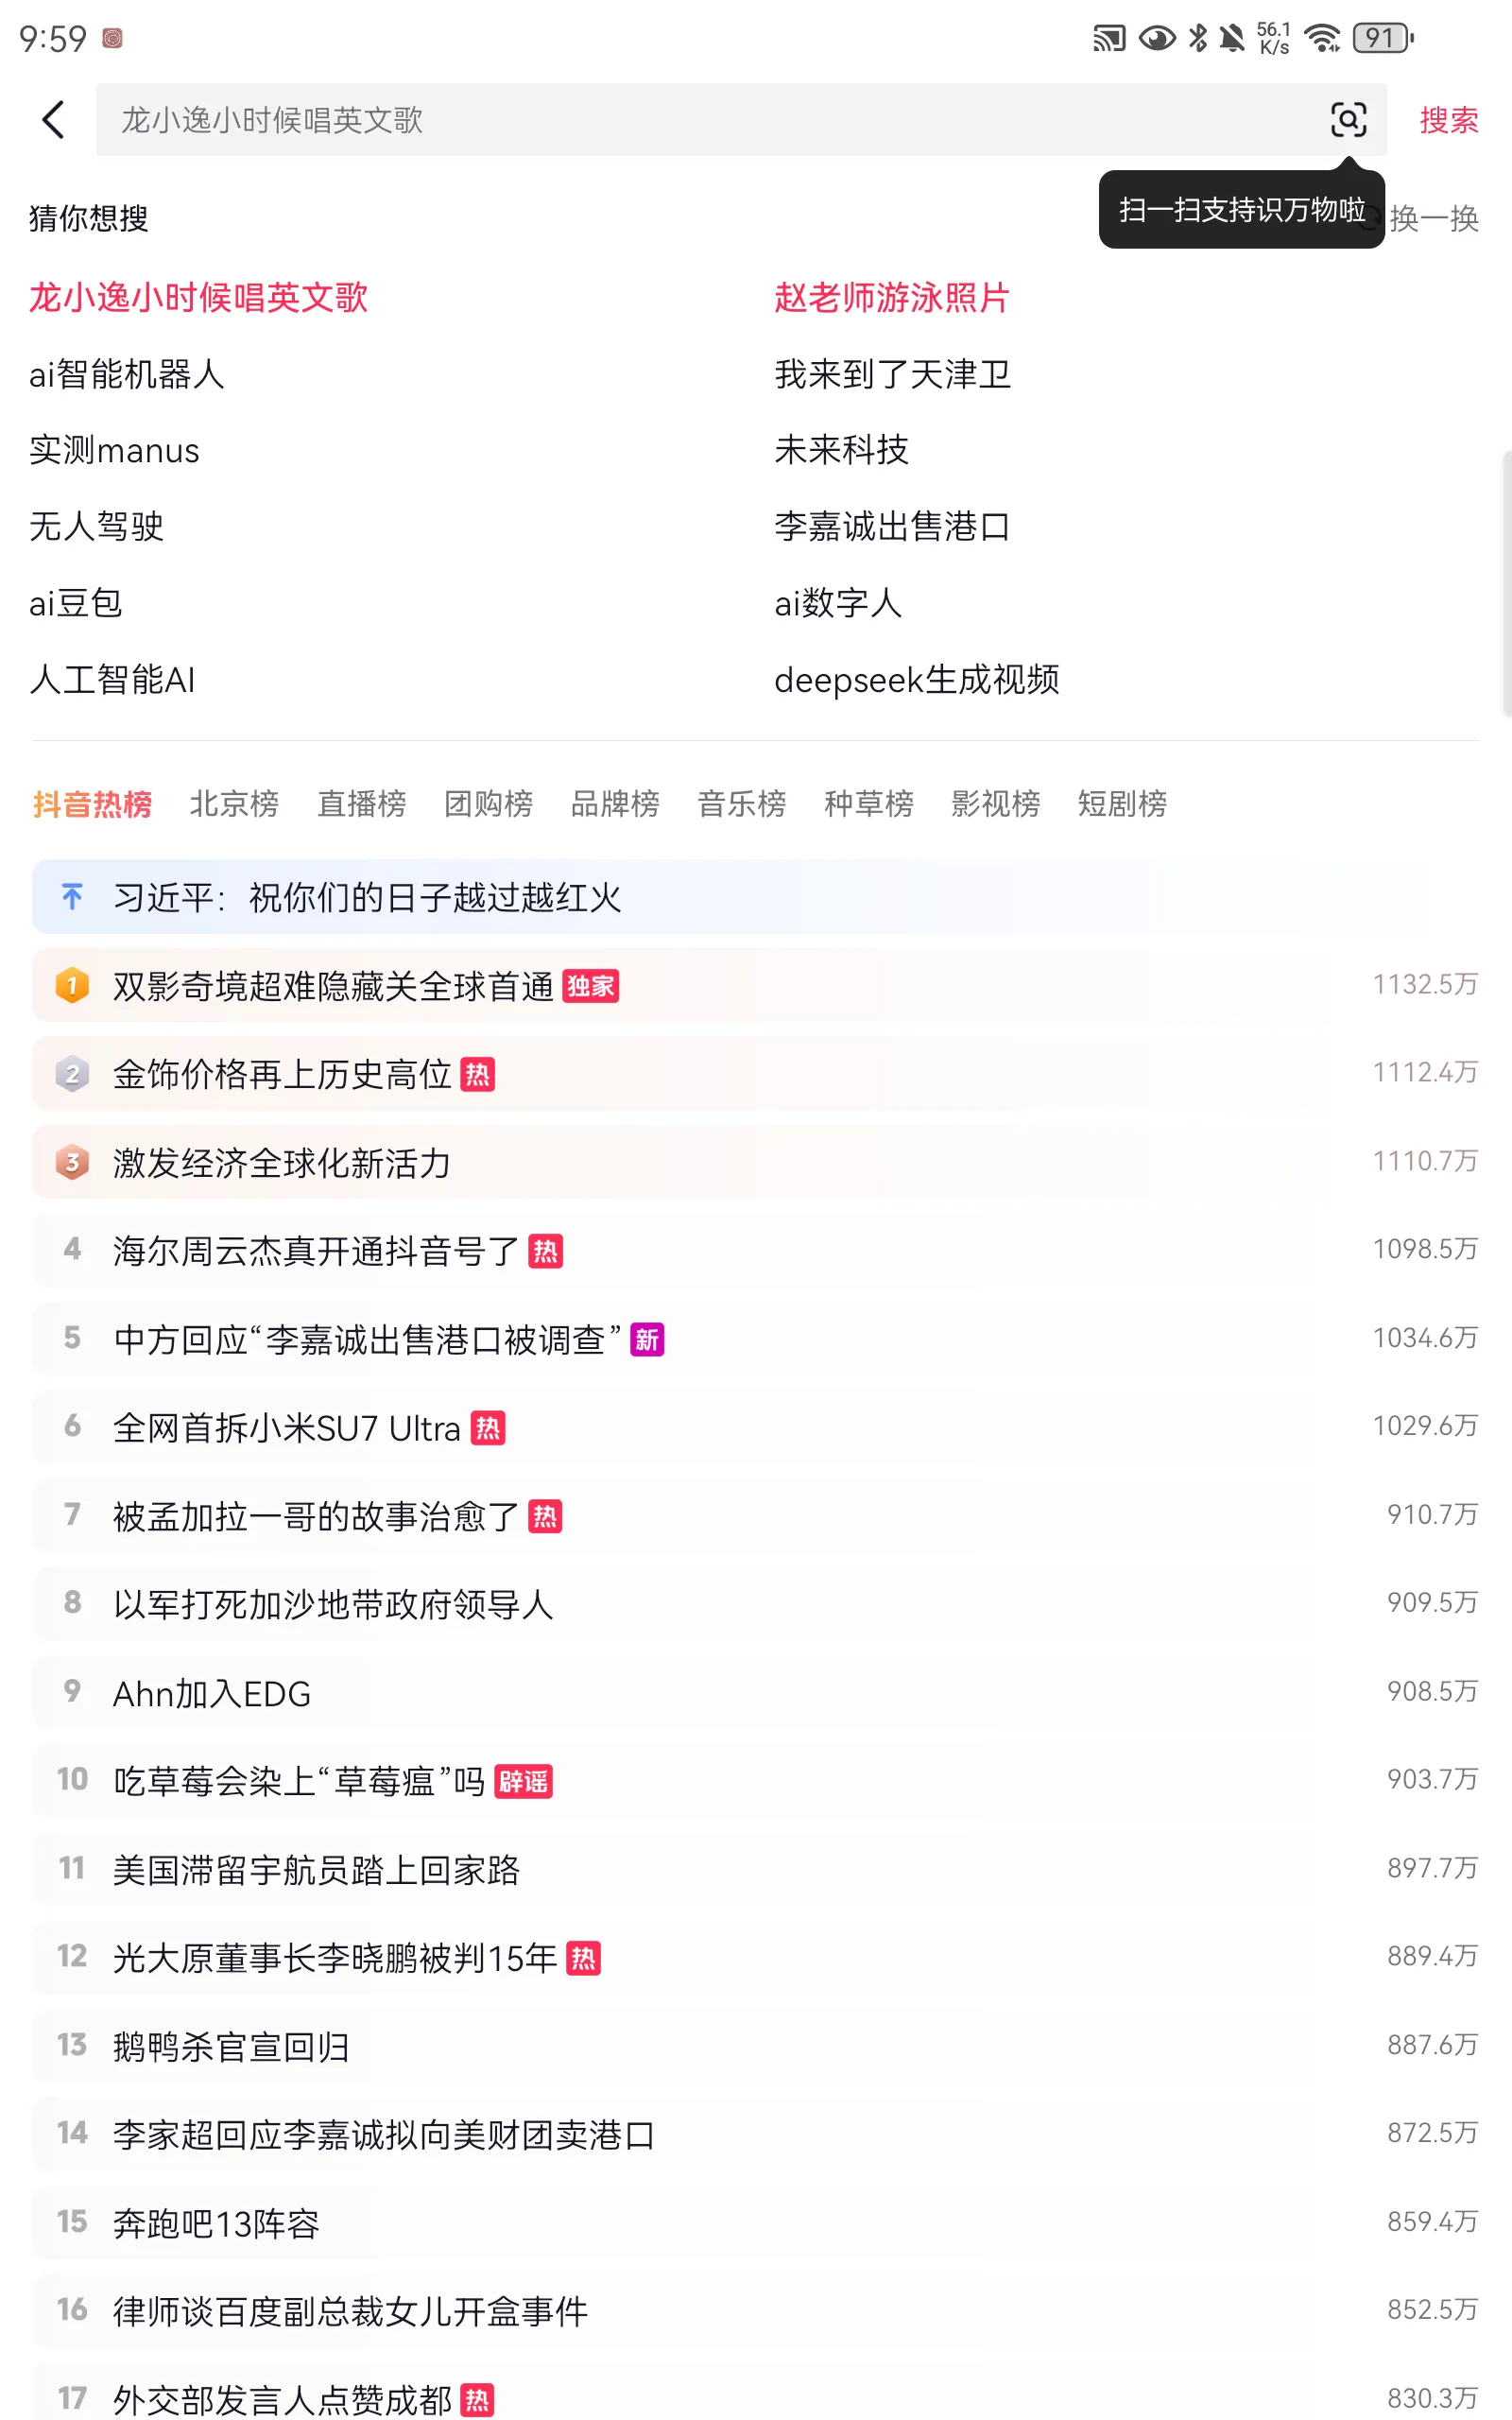 9:59
56.1
K/s
91
龙小逸小时候唱英文歌
搜索
扫一扫支持识万物啦
猜你想搜
换一换
龙小逸小时候唱英文歌
赵老师游泳照片
ai智能机器人
我来到了天津卫
实测manus
未来科技
无人驾驶
李嘉诚出售港口
ai豆包
ai数字人
人工智能AI
deepseek生成视频
抖音热榜 北京榜 直播榜 团购榜 品牌榜 音乐榜 种草榜 影视榜 短剧榜
习近平：祝你们的日子越过越红火
1 双影奇境超难隐藏关全球首通 独家 1132.5万
2 金饰价格再上历史高位 热 1112.4万
3 激发经济全球化新活力 1110.7万
4 海尔周云杰真开通抖音号了 热 1098.5万
5 中方回应“李嘉诚出售港口被调查” 新 1034.6万
6 全网首拆小米SU7 Ultra 热 1029.6万
7 被孟加拉一哥的故事治愈了 热 910.7万
8 以军打死加沙地带政府领导人 909.5万
9 Ahn加入EDG 908.5万
10 吃草莓会染上“草莓瘟”吗 辟谣 903.7万
11 美国滞留宇航员踏上回家路 897.7万
12 光大原董事长李晓鹏被判15年 热 889.4万
13 鹅鸭杀官宣回归 887.6万
14 李家超回应李嘉诚拟向美财团卖港口 872.5万
15 奔跑吧13阵容 859.4万
16 律师谈百度副总裁女儿开盒事件 852.5万
17 外交部发言人点赞成都 热 830.3万